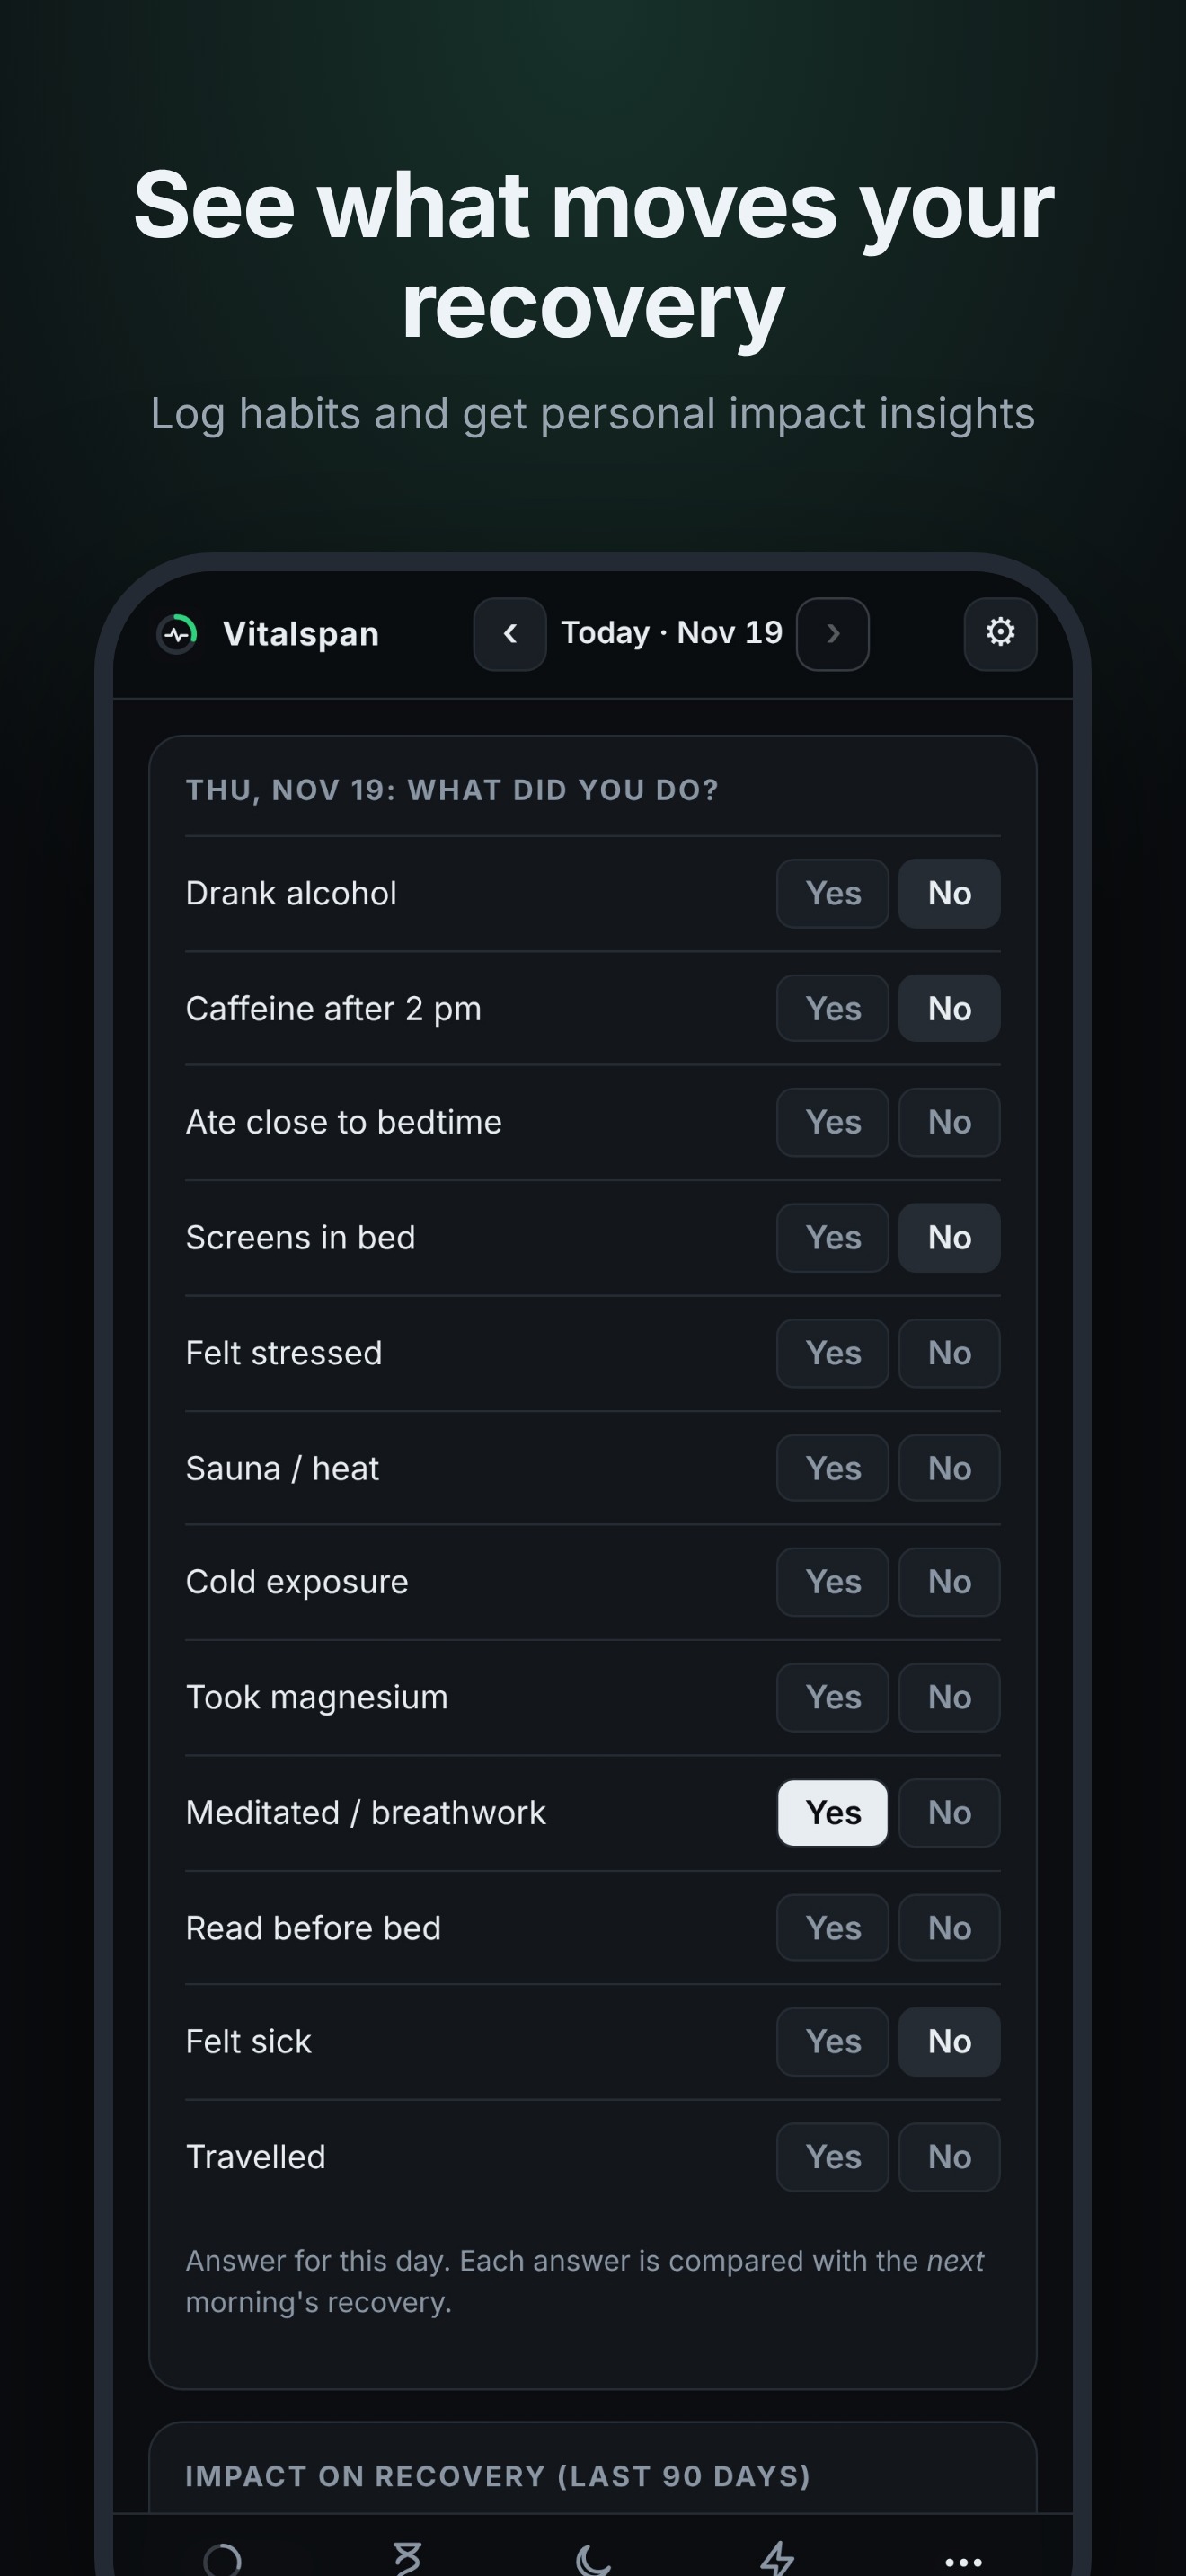 See what moves your
recovery
Log habits and get personal impact insights
Vitalspan
‹ Today · Nov 19 ›
THU, NOV 19: WHAT DID YOU DO?
Drank alcohol Yes No
Caffeine after 2 pm Yes No
Ate close to bedtime Yes No
Screens in bed Yes No
Felt stressed Yes No
Sauna / heat Yes No
Cold exposure Yes No
Took magnesium Yes No
Meditated / breathwork Yes No
Read before bed Yes No
Felt sick Yes No
Travelled Yes No
Answer for this day. Each answer is compared with the next
morning's recovery.
IMPACT ON RECOVERY (LAST 90 DAYS)